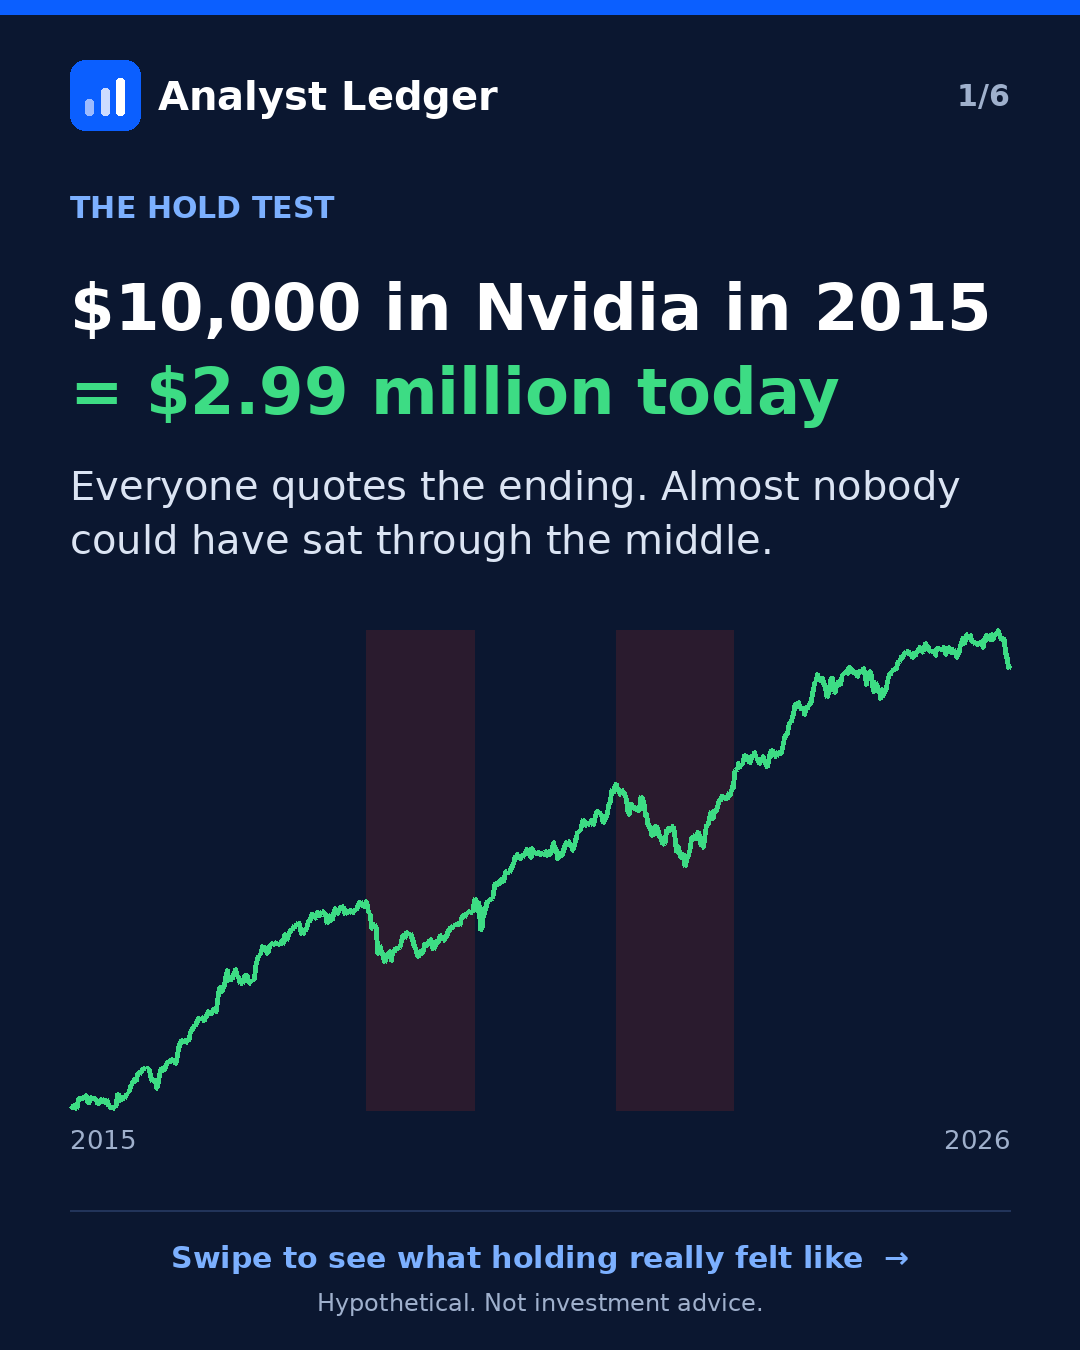 Analyst Ledger
1/6
THE HOLD TEST
$10,000 in Nvidia in 2015
= $2.99 million today
Everyone quotes the ending. Almost nobody
could have sat through the middle.
2015
2026
Swipe to see what holding really felt like →
Hypothetical. Not investment advice.